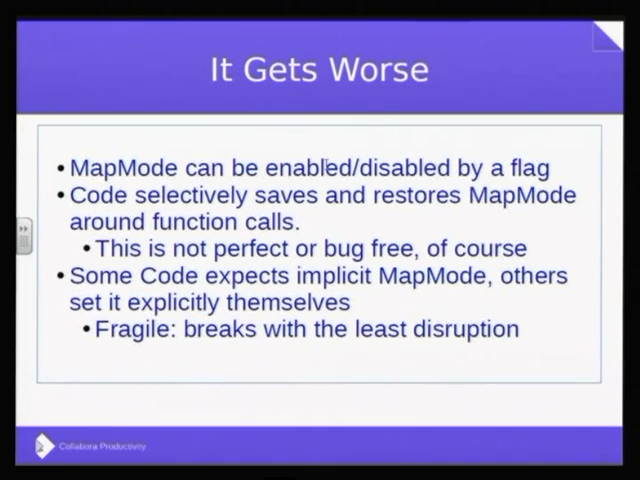 It Gets Worse
• MapMode can be enabled/disabled by a flag
• Code selectively saves and restores MapMode
around function calls.
• This is not perfect or bug free, of course
• Some Code expects implicit MapMode, others
set it explicitly themselves
• Fragile: breaks with the least disruption
Collabora Productivity